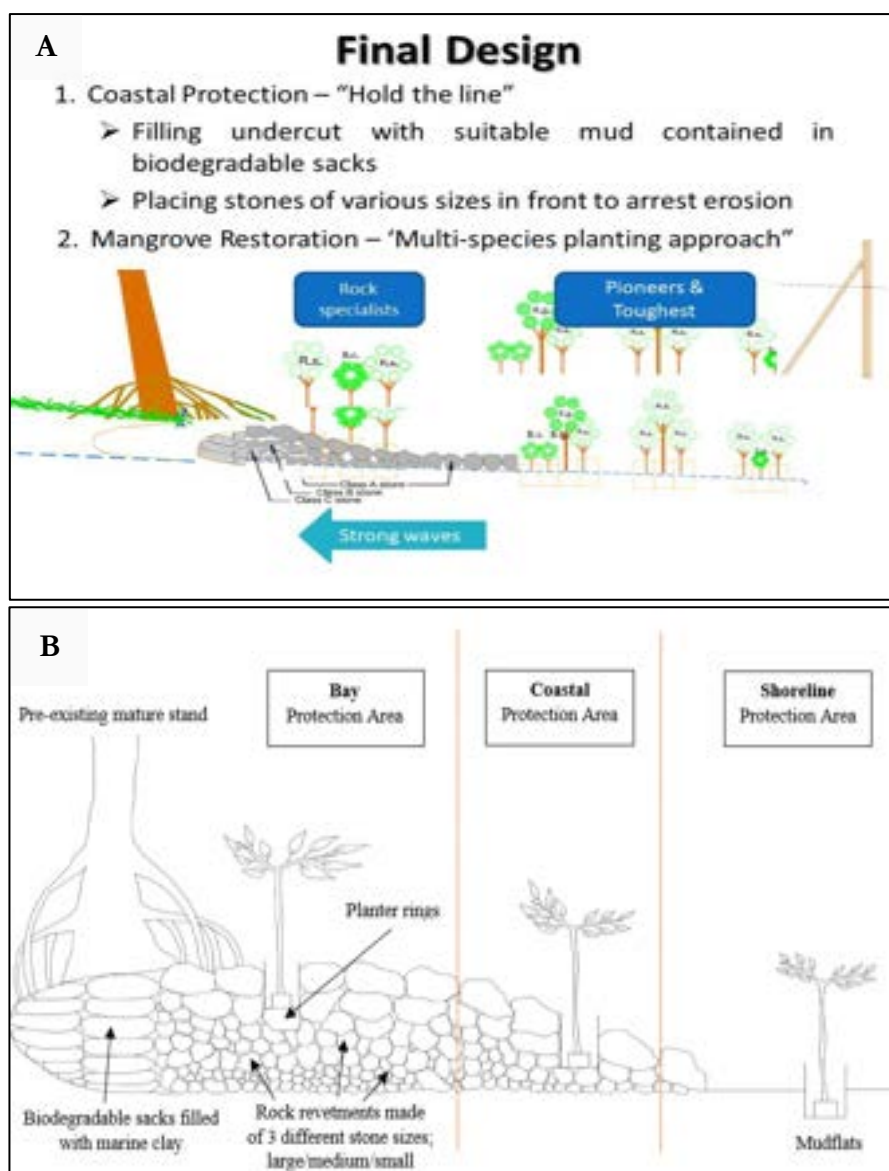 A
Final Design
1. Coastal Protection – “Hold the line”
➢ Filling undercut with suitable mud contained in
biodegradable sacks
➢ Placing stones of various sizes in front to arrest erosion
2. Mangrove Restoration – ‘Multi-species planting approach”
Rock
specialists
Pioneers &
Toughest
Class A stone
Class B stone
Class C stone
Strong waves
B
Pre-existing mature stand
Bay
Protection Area
Coastal
Protection Area
Shoreline
Protection Area
Planter rings
Biodegradable sacks filled
with marine clay
Rock revetments made
of 3 different stone sizes;
large/medium/small
Mudflats